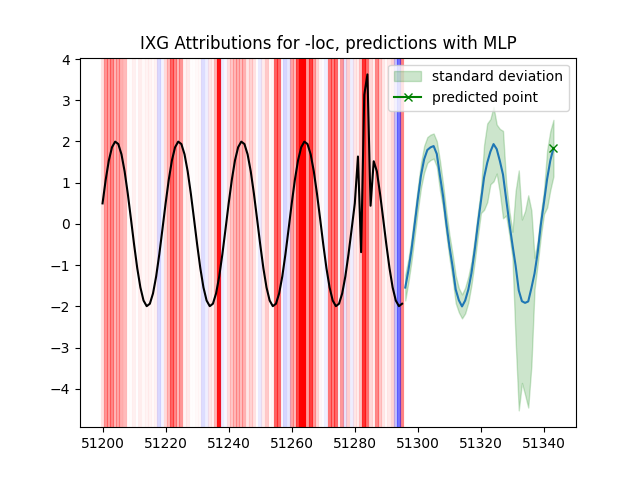 IXG Attributions for -loc, predictions with MLP
standard deviation
predicted point
4
3
2
1
0
−1
−2
−3
−4
51200 51220 51240 51260 51280 51300 51320 51340